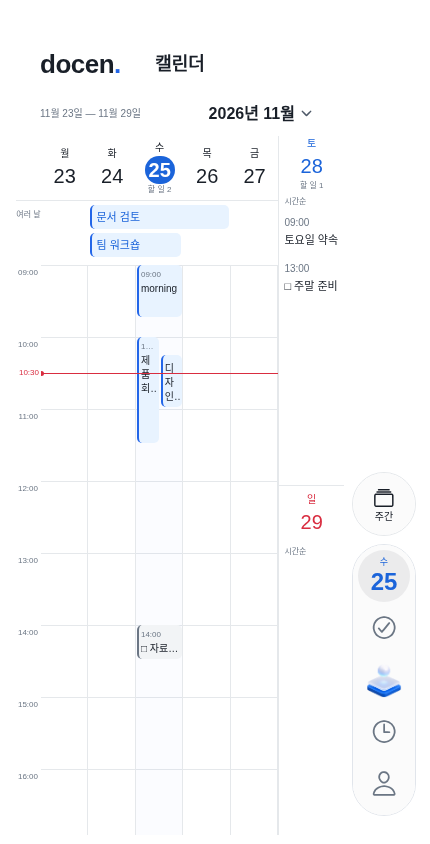 docen. 캘린더
11월 23일 — 11월 29일 2026년 11월
월 화 수 목 금 토
23 24 25 26 27 28
할 일 2 할 일 1
여러 날 문서 검토
팀 워크숍
시간순
09:00
토요일 약속
13:00
□ 주말 준비
09:00 09:00
morning
10:00 1...
제
품
회..
디
자
인..
10:30
11:00
12:00
13:00
14:00 14:00
□ 자료...
15:00
16:00
일
29
시간순
주간
수
25